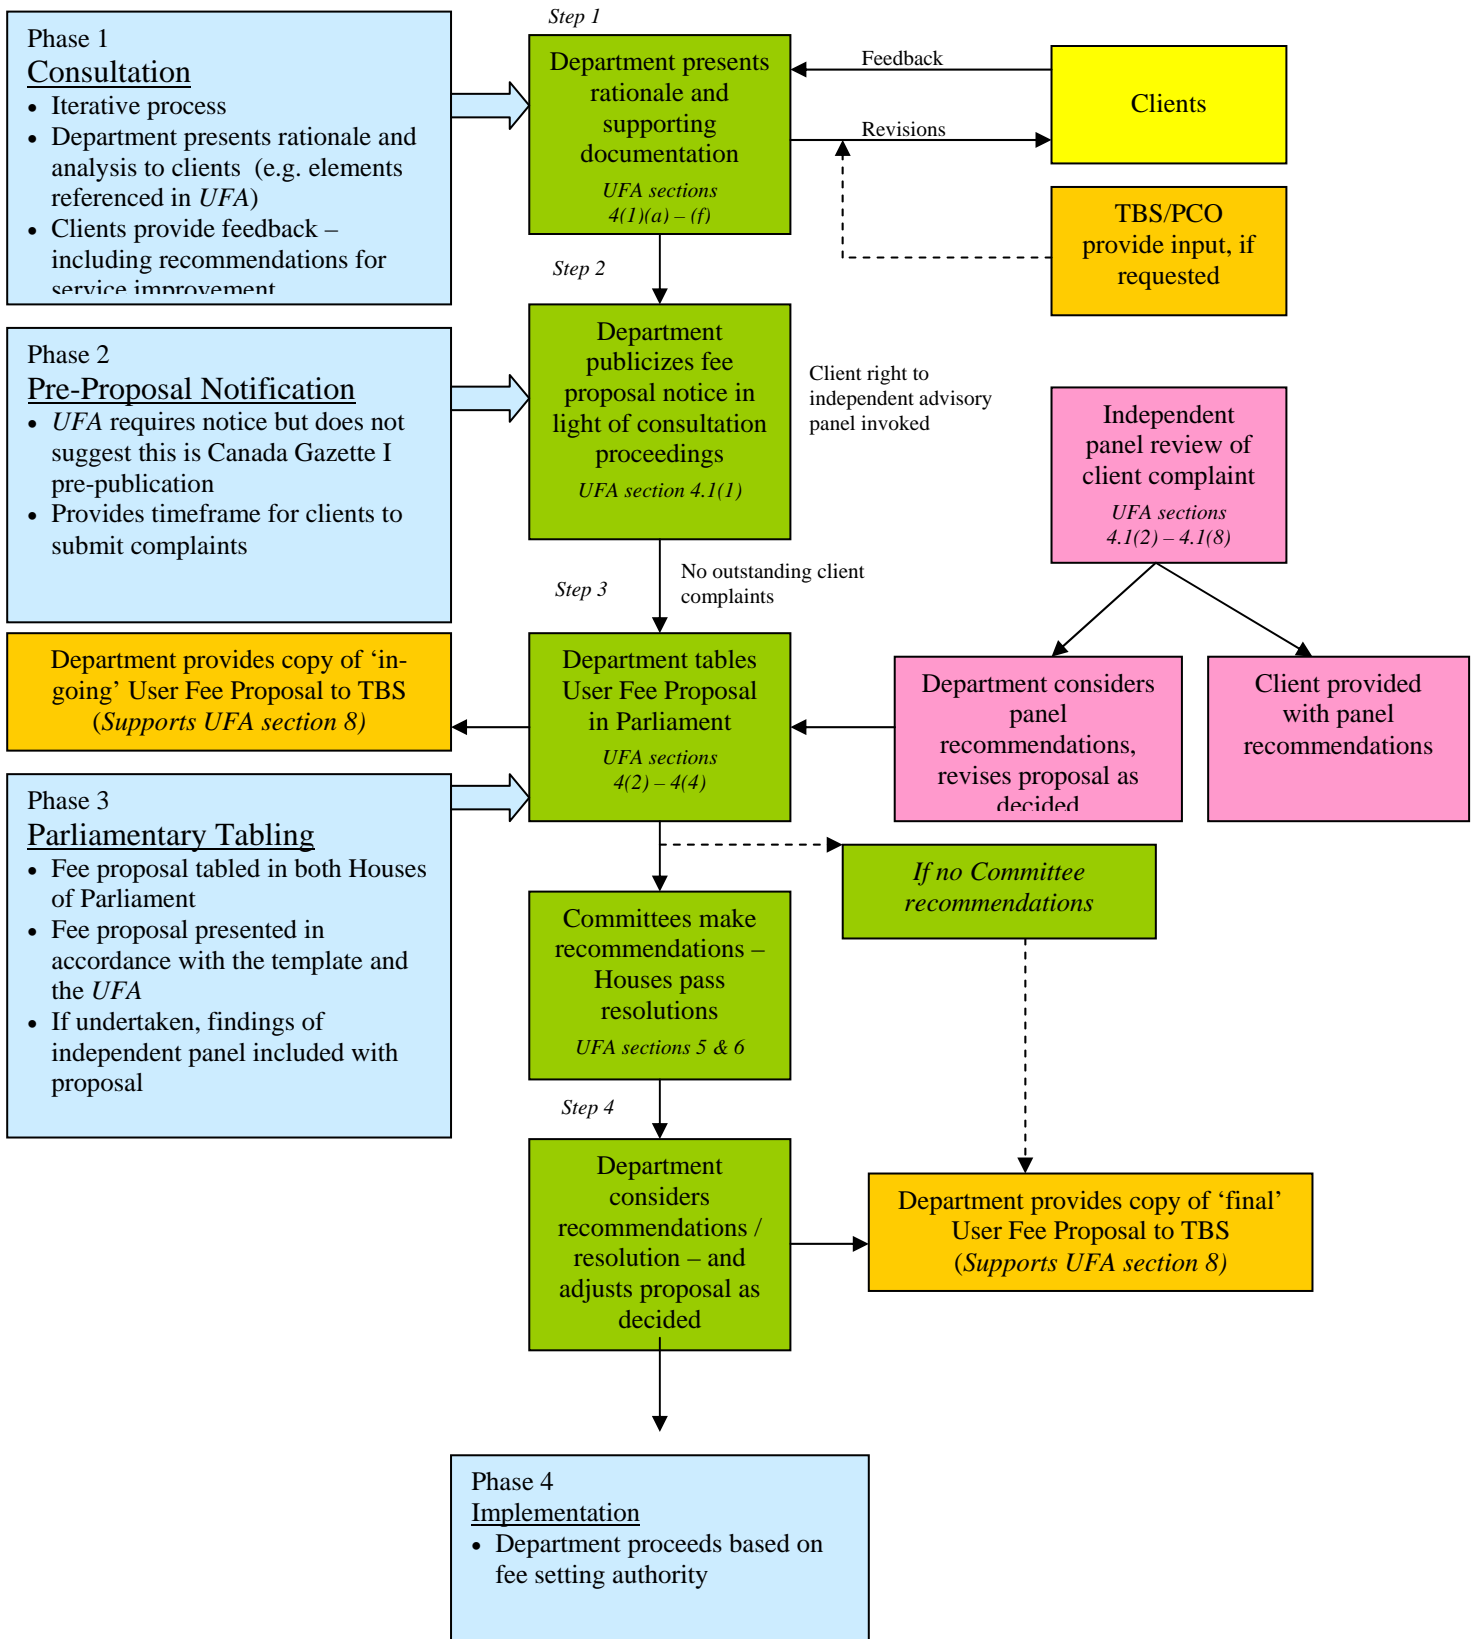 Step 1
Phase 1
Consultation
• Iterative process
• Department presents rationale and
analysis to clients (e.g. elements
referenced in UFA)
• Clients provide feedback –
including recommendations for
service improvement
Department presents
rationale and
supporting
documentation
UFA sections
4(1)(a) – (f)
Feedback
Revisions
Clients
TBS/PCO
provide input, if
requested
Step 2
Phase 2
Pre-Proposal Notification
• UFA requires notice but does not
suggest this is Canada Gazette I
pre-publication
• Provides timeframe for clients to
submit complaints
Department
publicizes fee
proposal notice in
light of consultation
proceedings
UFA section 4.1(1)
Client right to
independent advisory
panel invoked
Independent
panel review of
client complaint
UFA sections
4.1(2) – 4.1(8)
Step 3
No outstanding client
complaints
Department provides copy of ‘in-
going’ User Fee Proposal to TBS
(Supports UFA section 8)
Department tables
User Fee Proposal
in Parliament
UFA sections
4(2) – 4(4)
Department considers
panel
recommendations,
revises proposal as
decided
Client provided
with panel
recommendations
Phase 3
Parliamentary Tabling
• Fee proposal tabled in both Houses
of Parliament
• Fee proposal presented in
accordance with the template and
the UFA
• If undertaken, findings of
independent panel included with
proposal
If no Committee
recommendations
Committees make
recommendations –
Houses pass
resolutions
UFA sections 5 & 6
Step 4
Department
considers
recommendations /
resolution – and
adjusts proposal as
decided
Department provides copy of ‘final’
User Fee Proposal to TBS
(Supports UFA section 8)
Phase 4
Implementation
• Department proceeds based on
fee setting authority